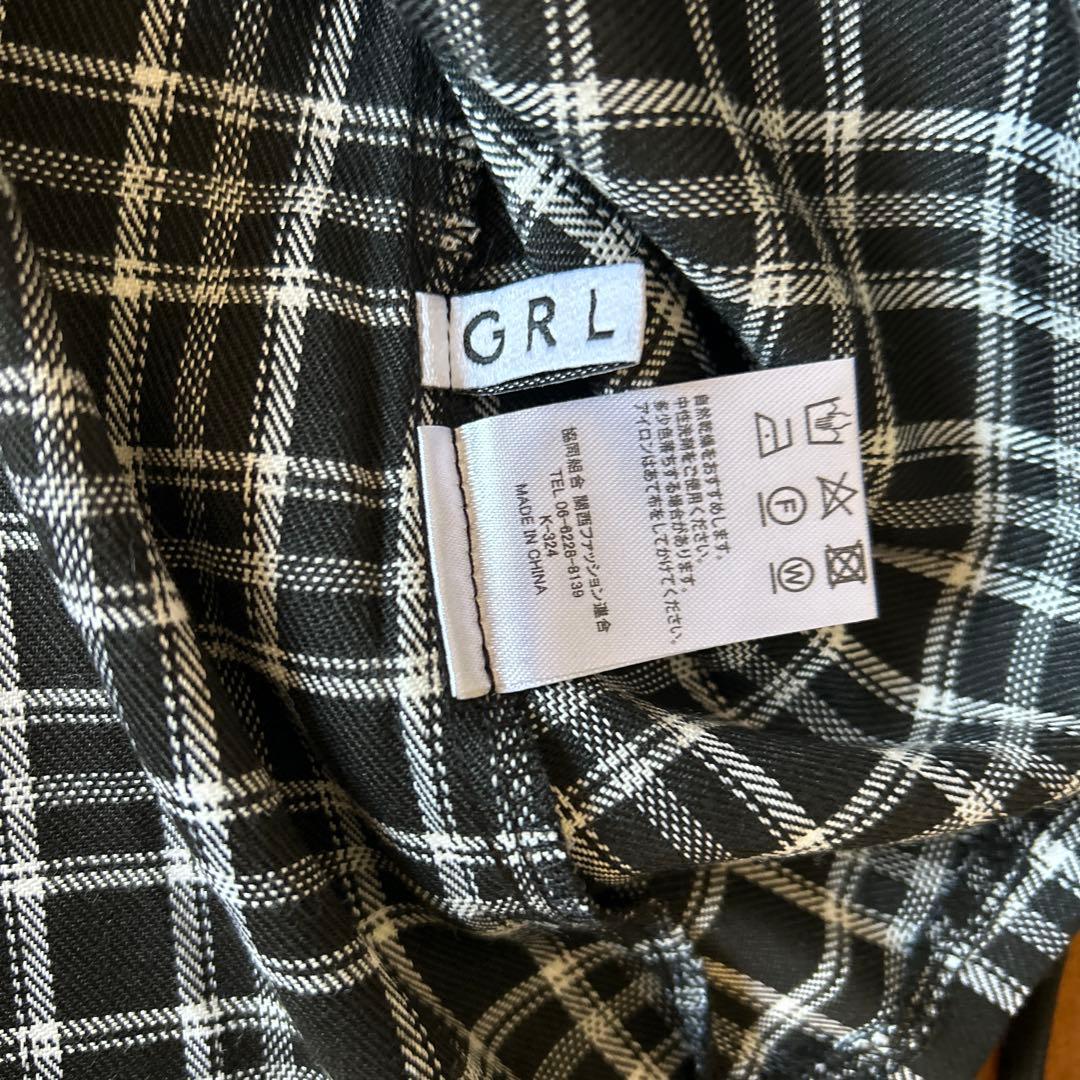 GRL
F
W
自然乾燥をおすすめします。
中性洗剤をご使用ください。
多少色落ちする場合があります。
アイロンはあて布をしてかけてください。
協同組合 関西ファッション連合
TEL 06-6228-8139
K-324
MADE IN CHINA